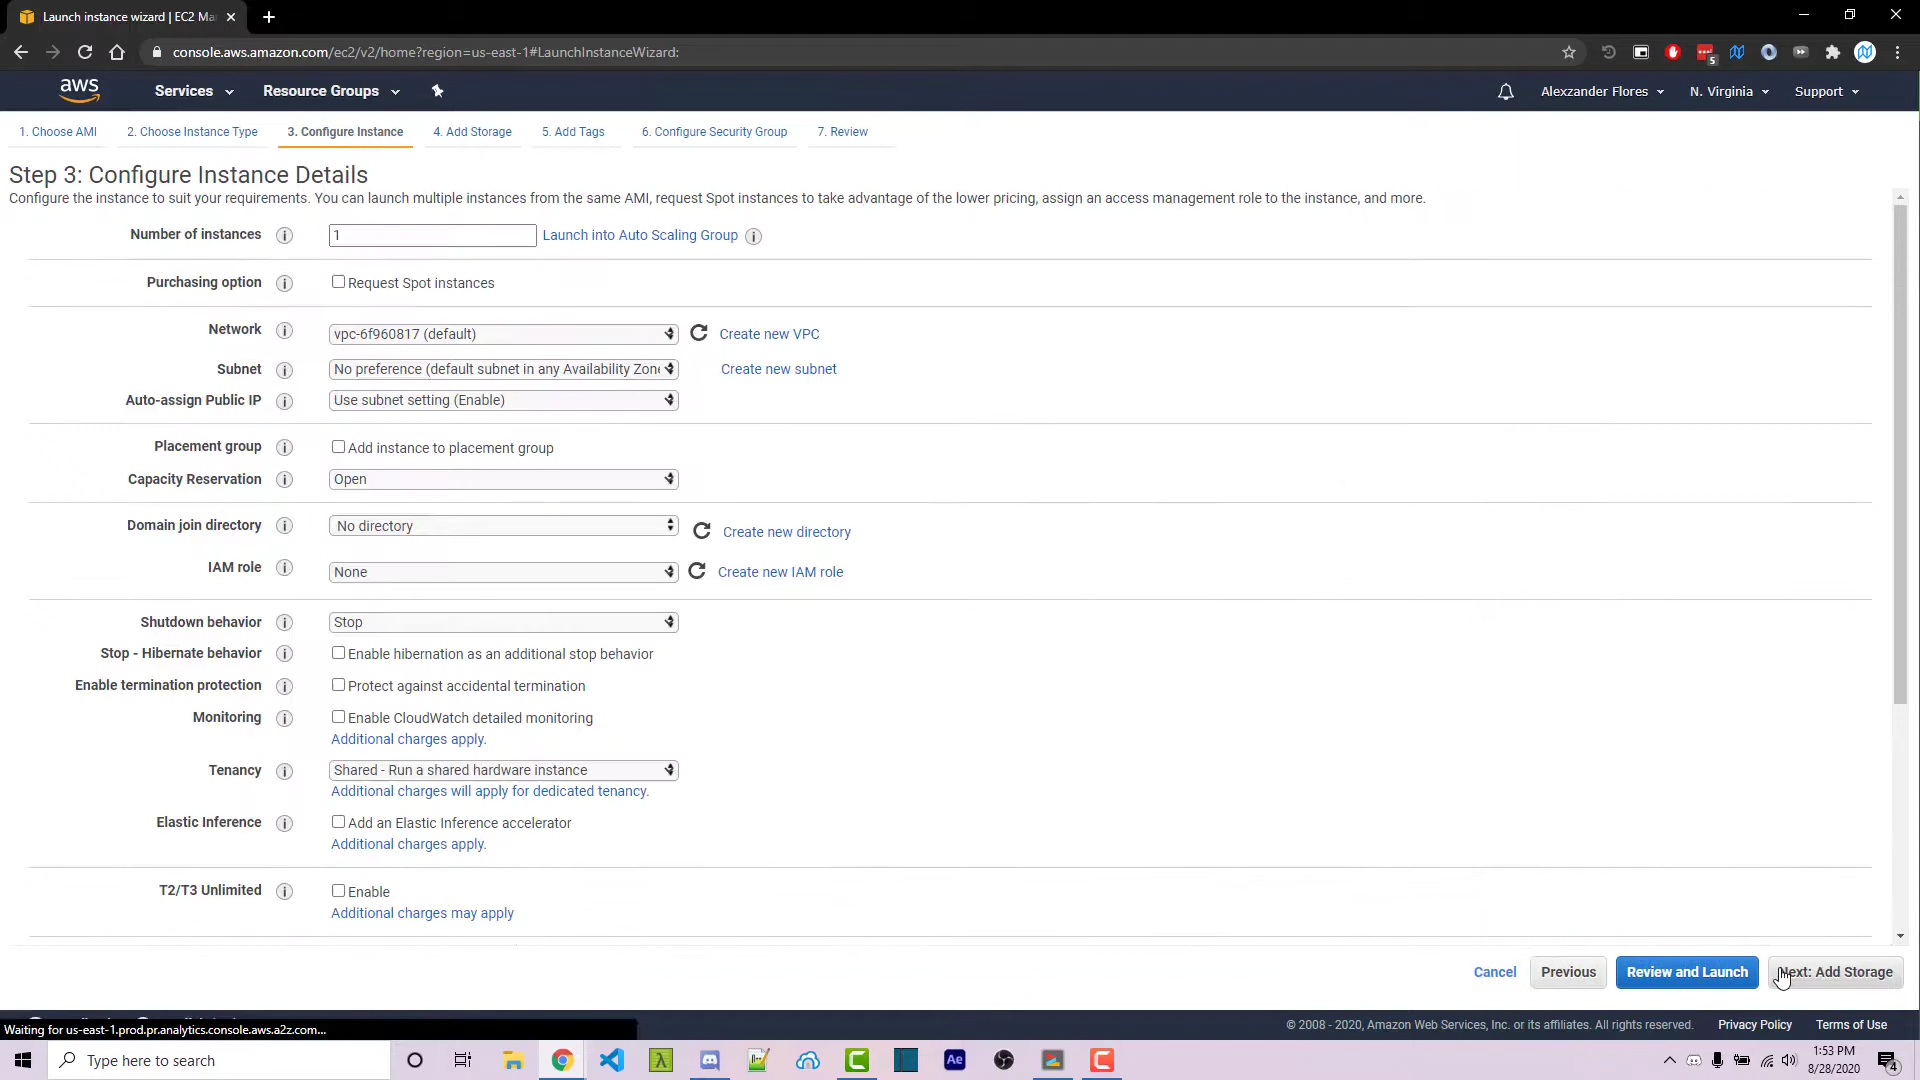 Launch instance wizard | EC2 Ma
console.aws.amazon.com/ec2/v2/home?region=us-east-1#LaunchInstanceWizard:
5
aws
Services
Resource Groups
Alexzander Flores
N. Virginia
Support
1. Choose AMI
2. Choose Instance Type
3. Configure Instance
4. Add Storage
5. Add Tags
6. Configure Security Group
7. Review
Step 3: Configure Instance Details
Configure the instance to suit your requirements. You can launch multiple instances from the same AMI, request Spot instances to take advantage of the lower pricing, assign an access management role to the instance, and more.
Number of instances
1
Launch into Auto Scaling Group
Purchasing option
Request Spot instances
Network
vpc-6f960817 (default)
Create new VPC
Subnet
No preference (default subnet in any Availability Zone
Create new subnet
Auto-assign Public IP
Use subnet setting (Enable)
Placement group
Add instance to placement group
Capacity Reservation
Open
Domain join directory
No directory
Create new directory
IAM role
None
Create new IAM role
Shutdown behavior
Stop
Stop - Hibernate behavior
Enable hibernation as an additional stop behavior
Enable termination protection
Protect against accidental termination
Monitoring
Enable CloudWatch detailed monitoring
Additional charges apply.
Tenancy
Shared - Run a shared hardware instance
Additional charges will apply for dedicated tenancy.
Elastic Inference
Add an Elastic Inference accelerator
Additional charges apply.
T2/T3 Unlimited
Enable
Additional charges may apply
Cancel
Previous
Review and Launch
Next: Add Storage
Waiting for us-east-1.prod.pr.analytics.console.aws.a2z.com...
© 2008 - 2020, Amazon Web Services, Inc. or its affiliates. All rights reserved.
Privacy Policy
Terms of Use
Type here to search
Ae
1:53 PM
8/28/2020
4